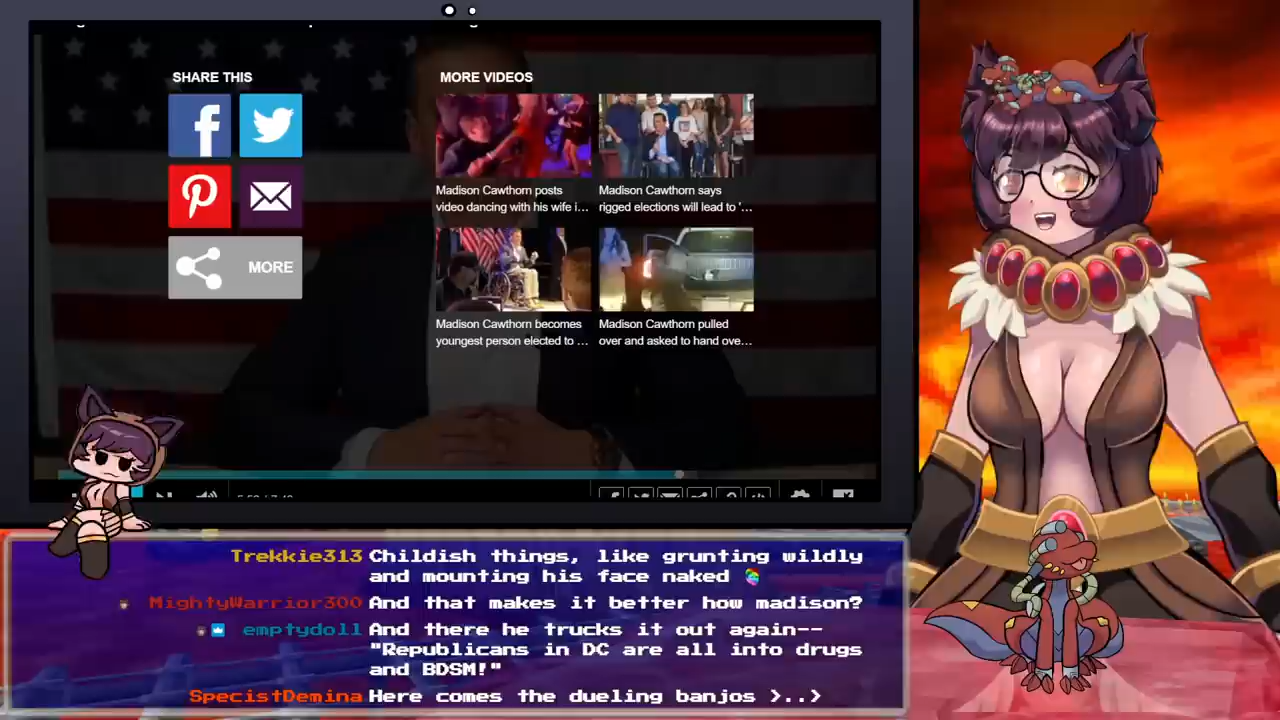 SHARE THIS
MORE VIDEOS
Madison Cawthorn posts
video dancing with his wife i...
Madison Cawthorn says
rigged elections will lead to '...
MORE
Madison Cawthorn becomes
youngest person elected to ...
Madison Cawthorn pulled
over and asked to hand ove...
Trekkie313 Childish things, like grunting wildly
and mounting his face naked
MightyWarrior300 And that makes it better how madison?
emptydoll And there he trucks it out again--
"Republicans in DC are all into drugs
and BDSM!"
SpecistDemina Here comes the dueling banjos >..>